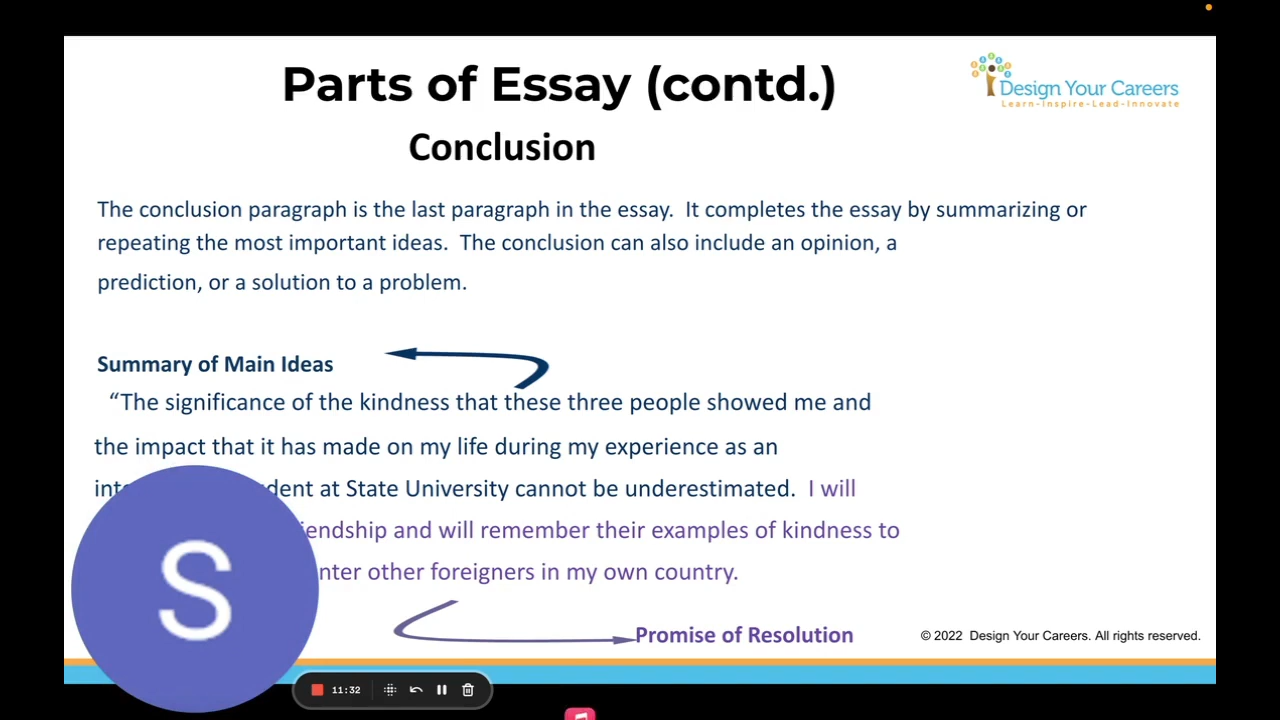 Parts of Essay (contd.)
Design Your Careers
Learn-Inspire-Lead-Innovate
Conclusion
The conclusion paragraph is the last paragraph in the essay. It completes the essay by summarizing or
repeating the most important ideas. The conclusion can also include an opinion, a
prediction, or a solution to a problem.
Summary of Main Ideas
“The significance of the kindness that these three people showed me and
the impact that it has made on my life during my experience as an
at State University cannot be underestimated. I will
and will remember their examples of kindness to
other foreigners in my own country.
S
Promise of Resolution
© 2022 Design Your Careers. All rights reserved.
11:32